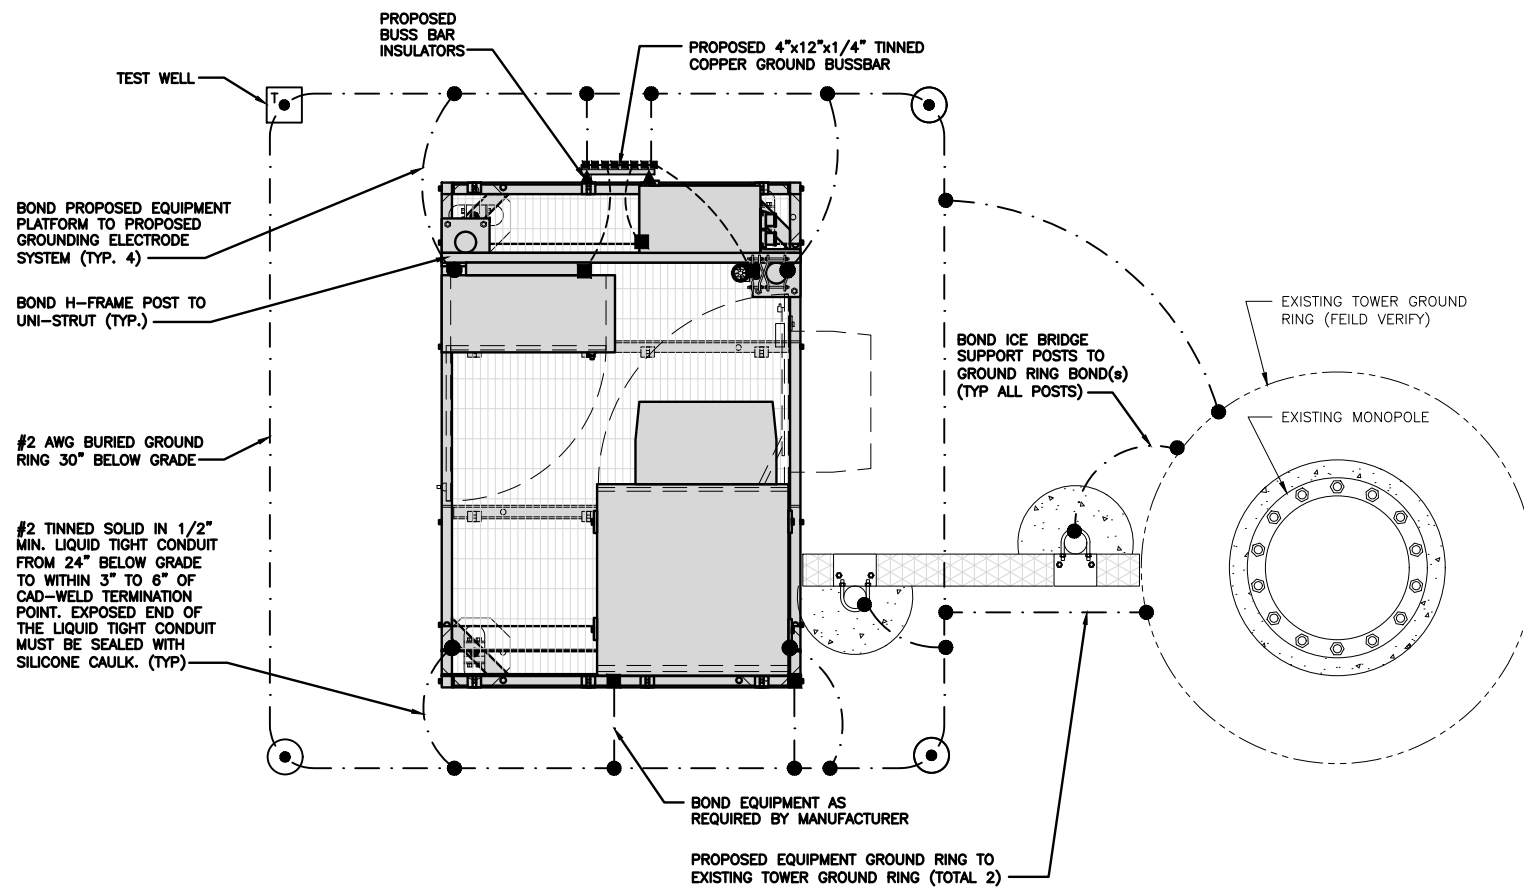 PROPOSED
BUSS BAR
INSULATORS
PROPOSED 4"x12"x1/4" TINNED
COPPER GROUND BUSSBAR
TEST WELL
T
BOND PROPOSED EQUIPMENT
PLATFORM TO PROPOSED
GROUNDING ELECTRODE
SYSTEM (TYP. 4)
BOND H-FRAME POST TO
UNI-STRUT (TYP.)
EXISTING TOWER GROUND
RING (FEILD VERIFY)
BOND ICE BRIDGE
SUPPORT POSTS TO
GROUND RING BOND(s)
(TYP ALL POSTS)
EXISTING MONOPOLE
#2 AWG BURIED GROUND
RING 30" BELOW GRADE
#2 TINNED SOLID IN 1/2"
MIN. LIQUID TIGHT CONDUIT
FROM 24" BELOW GRADE
TO WITHIN 3" TO 6" OF
CAD-WELD TERMINATION
POINT. EXPOSED END OF
THE LIQUID TIGHT CONDUIT
MUST BE SEALED WITH
SILICONE CAULK. (TYP)
BOND EQUIPMENT AS
REQUIRED BY MANUFACTURER
PROPOSED EQUIPMENT GROUND RING TO
EXISTING TOWER GROUND RING (TOTAL 2)